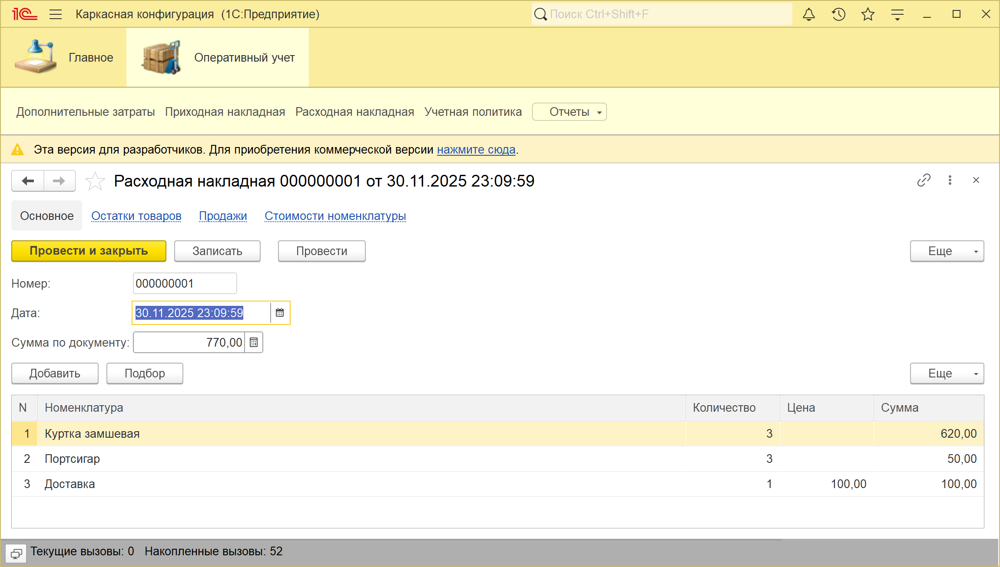 1С Каркасная конфигурация (1С:Предприятие) Поиск Ctrl+Shift+F
Главное Оперативный учет
Дополнительные затраты Приходная накладная Расходная накладная Учетная политика Отчеты
Эта версия для разработчиков. Для приобретения коммерческой версии нажмите сюда.
Расходная накладная 000000001 от 30.11.2025 23:09:59
Основное Остатки товаров Продажи Стоимости номенклатуры
Провести и закрыть Записать Провести Еще
Номер: 000000001
Дата: 30.11.2025 23:09:59
Сумма по документу: 770,00
Добавить Подбор Еще
N Номенклатура Количество Цена Сумма
1 Куртка замшевая 3 620,00
2 Портсигар 3 50,00
3 Доставка 1 100,00 100,00
Текущие вызовы: 0 Накопленные вызовы: 52